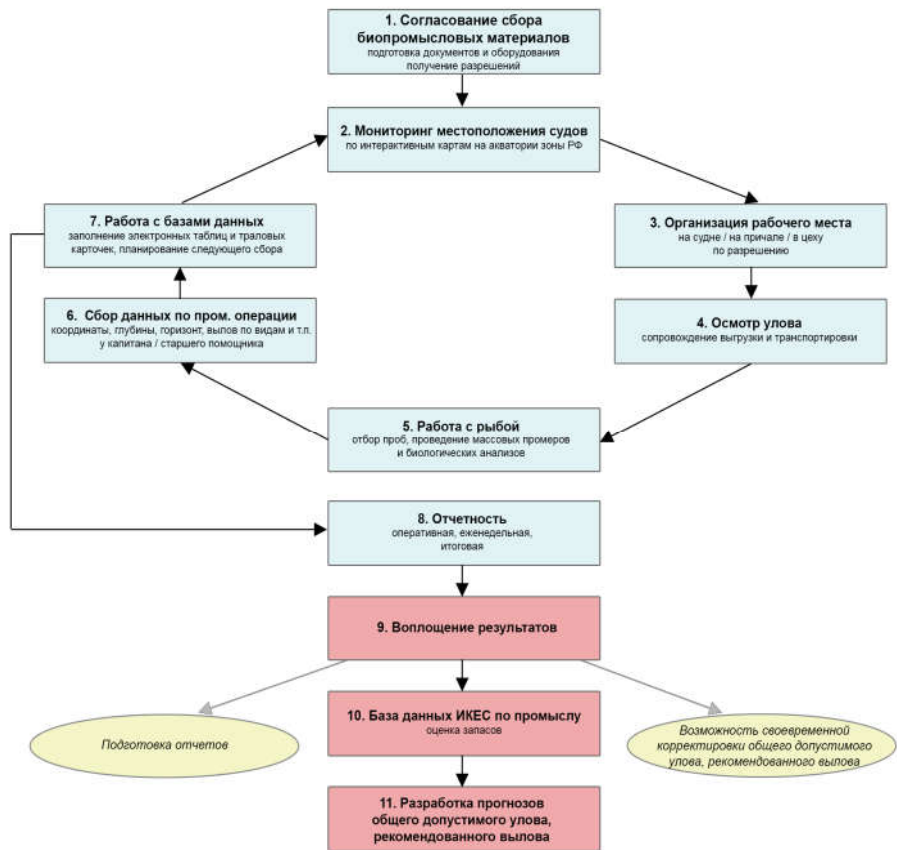 1. Согласование сбора
биопромысловых материалов
подготовка документов и оборудования
получение разрешений
2. Мониторинг местоположения судов
по интерактивным картам на акватории зоны РФ
7. Работа с базами данных
заполнение электронных таблиц и траловых
карточек, планирование следующего сбора
3. Организация рабочего места
на судне / на причале / в цеху
по разрешению
6. Сбор данных по пром. операции
координаты, глубины, горизонт, вылов по видам и т.п.
у капитана / старшего помощника
4. Осмотр улова
сопровождение выгрузки и транспортировки
5. Работа с рыбой
отбор проб, проведение массовых промеров
и биологических анализов
8. Отчетность
оперативная, еженедельная,
итоговая
9. Воплощение результатов
Подготовка отчетов
10. База данных ИКЕС по промыслу
оценка запасов
Возможность своевременной
корректировки общего допустимого
улова, рекомендованного вылова
11. Разработка прогнозов
общего допустимого улова,
рекомендованного вылова